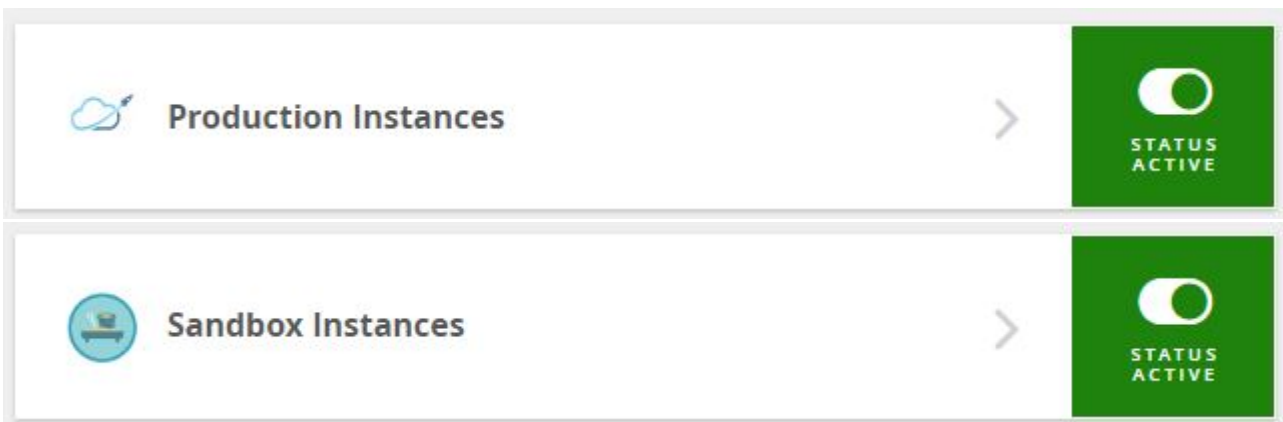 Production Instances
STATUS
ACTIVE
Sandbox Instances
STATUS
ACTIVE